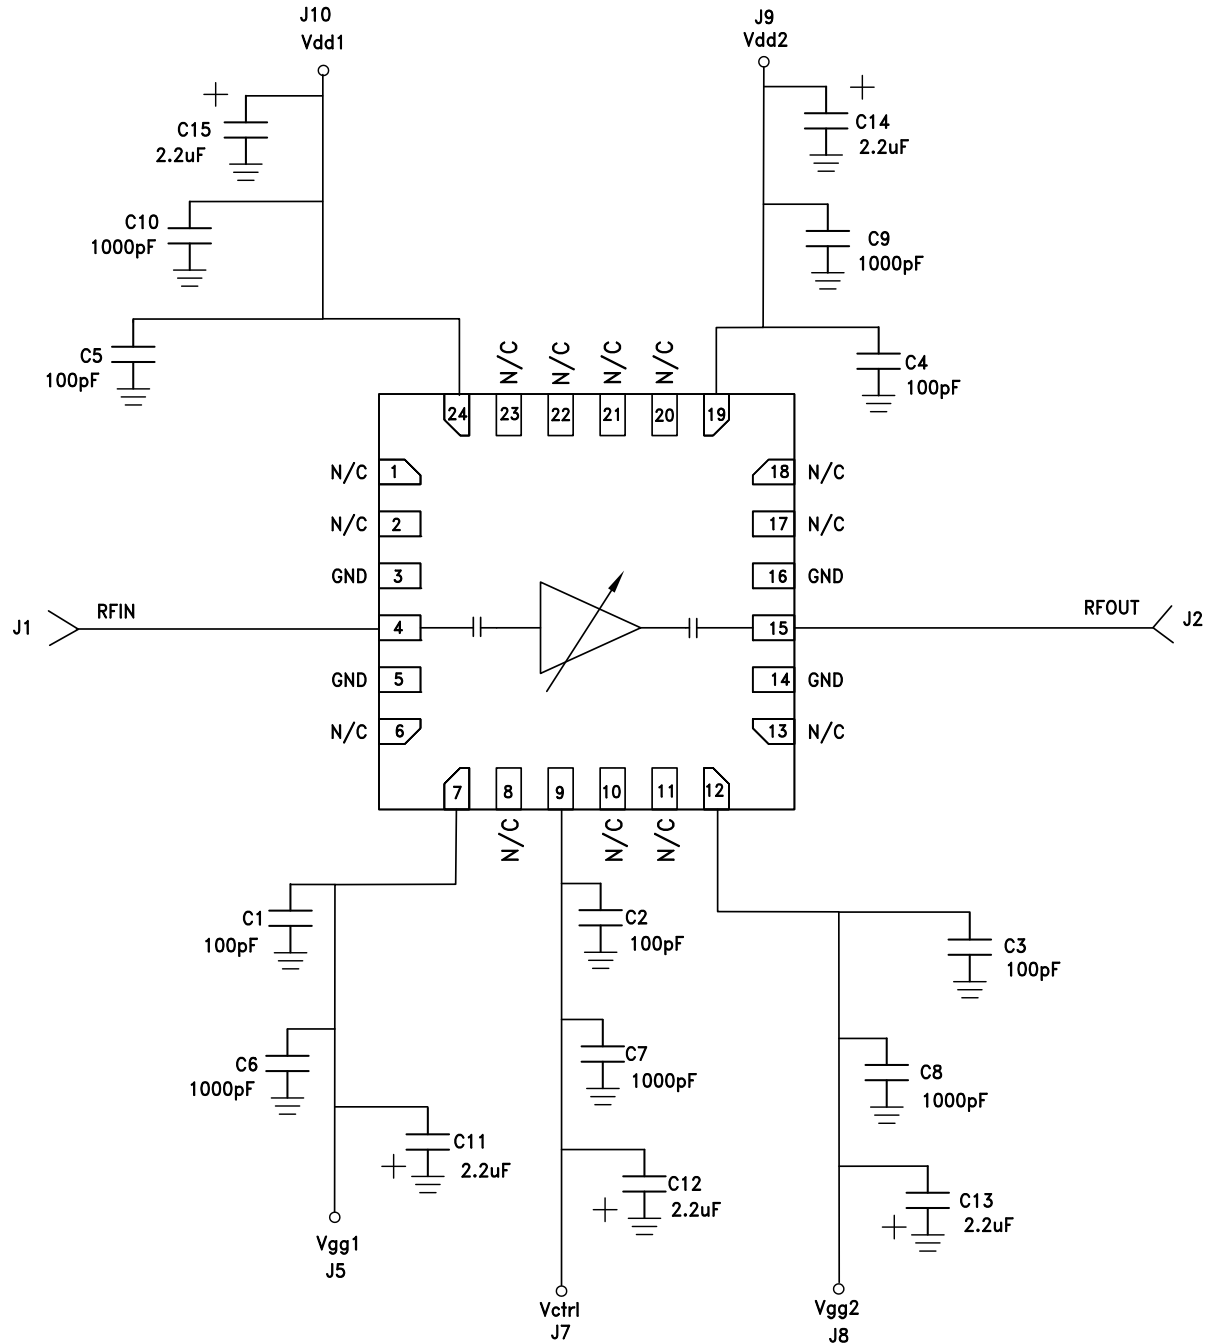 J10
Vdd1
J9
Vdd2
+
C15
2.2uF
+
C14
2.2uF
C10
1000pF
C9
1000pF
C5
100pF
C4
100pF
N/C
N/C
N/C
N/C
24
23
22
21
20
19
N/C
1
18
N/C
N/C
2
17
N/C
GND
3
16
GND
J1
RFIN
4
15
RFOUT
J2
GND
5
14
GND
N/C
6
13
N/C
7
8
9
10
11
12
N/C
N/C
N/C
C1
100pF
C2
100pF
C3
100pF
C6
1000pF
C7
1000pF
C8
1000pF
C11
+
2.2uF
C12
+
2.2uF
C13
+
2.2uF
Vgg1
J5
Vctrl
J7
Vgg2
J8